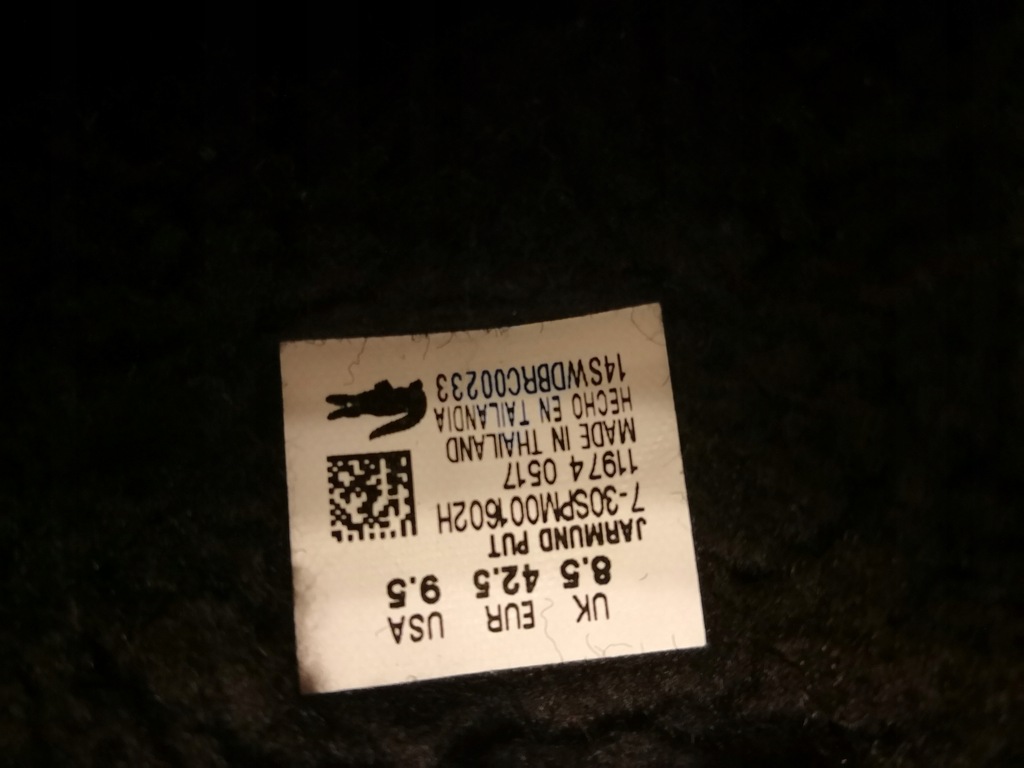 UK EUR USA
8.5 42.5 9.5
JARMUND PUT
7-30SPM001602H
11974 0517
MADE IN THAILAND
HECHO EN TAILANDIA
14SWDBRC00233